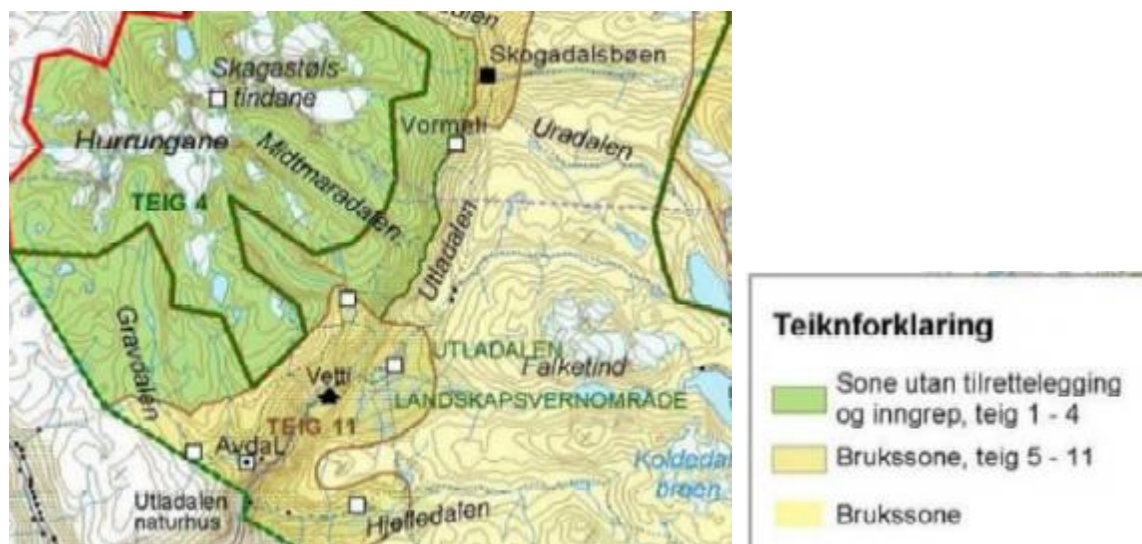 Skogadalsbøen
Skagastøls-
tindane
Vormeli
Uradalen
Hurrungane
Midtmaradalen
TEIG 4
Utladalen
Gravdalen
UTLADALEN
Falketind
Vetti
LANDSKAPSVERNOMRÅDE
TEIG 11
Avdal
Utladalen
naturhus
Hjelledalen
breen
Teiknforklaring
Sone utan tilrettelegging
og inngrep, teig 1 - 4
Brukssone, teig 5 - 11
Brukssone